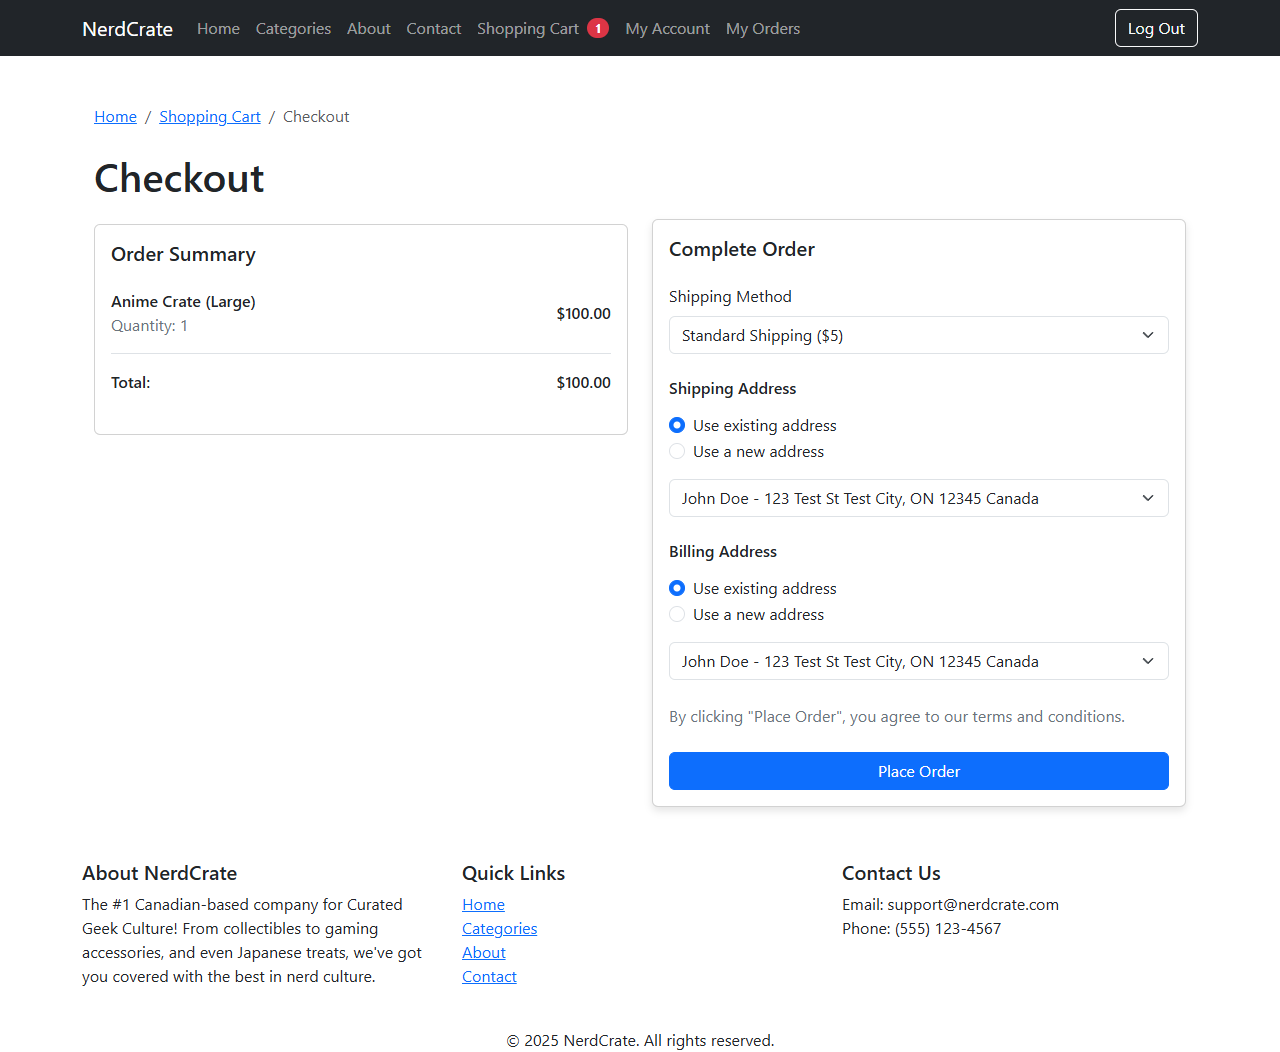 NerdCrate Home Categories About Contact Shopping Cart 1 My Account My Orders Log Out
Home / Shopping Cart / Checkout
Checkout
Order Summary
Anime Crate (Large)
Quantity: 1
$100.00
Total: $100.00
Complete Order
Shipping Method
Standard Shipping ($5)
Shipping Address
Use existing address
Use a new address
John Doe - 123 Test St Test City, ON 12345 Canada
Billing Address
Use existing address
Use a new address
John Doe - 123 Test St Test City, ON 12345 Canada
By clicking "Place Order", you agree to our terms and conditions.
Place Order
About NerdCrate
The #1 Canadian-based company for Curated
Geek Culture! From collectibles to gaming
accessories, and even Japanese treats, we've got
you covered with the best in nerd culture.
Quick Links
Home
Categories
About
Contact
Contact Us
Email: support@nerdcrate.com
Phone: (555) 123-4567
© 2025 NerdCrate. All rights reserved.